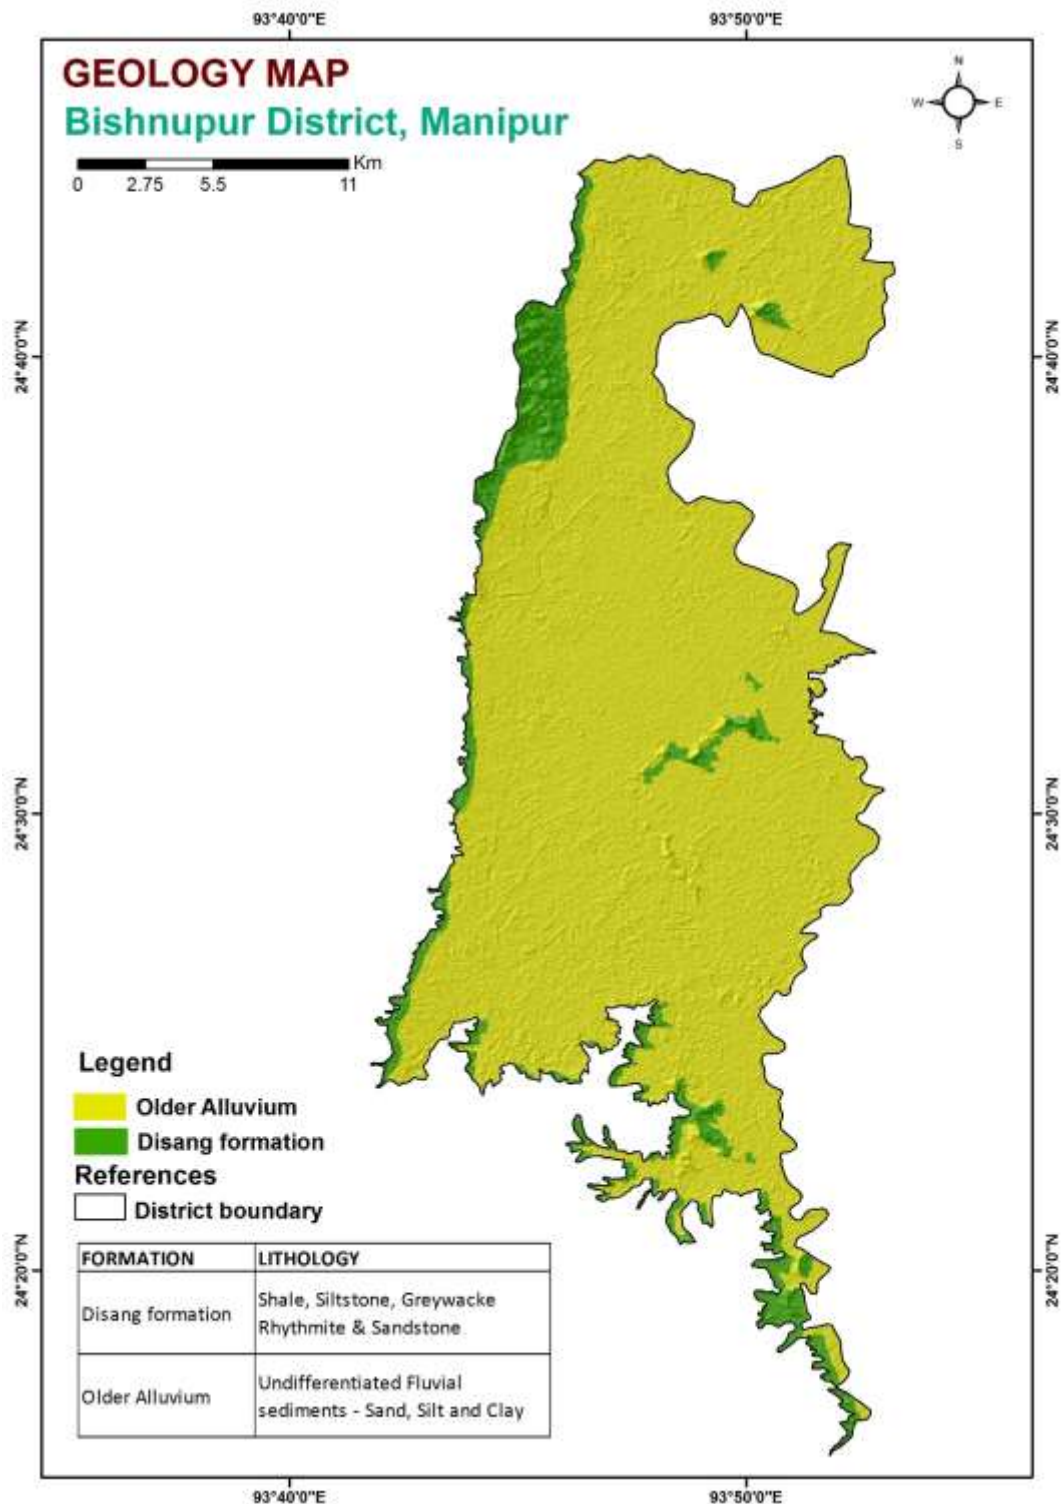 93°40'0"E
93°50'0"E
GEOLOGY MAP
Bishnupur District, Manipur
N
W
E
S
Km
0
2.75
5.5
11
24°40'0"N
24°40'0"N
24°30'0"N
24°30'0"N
Legend
Older Alluvium
Disang formation
References
District boundary
24°20'0"N
24°20'0"N
FORMATION
LITHOLOGY
Disang formation
Shale, Siltstone, Greywacke
Rhythmite & Sandstone
Older Alluvium
Undifferentiated Fluvial
sediments - Sand, Silt and Clay
93°40'0"E
93°50'0"E